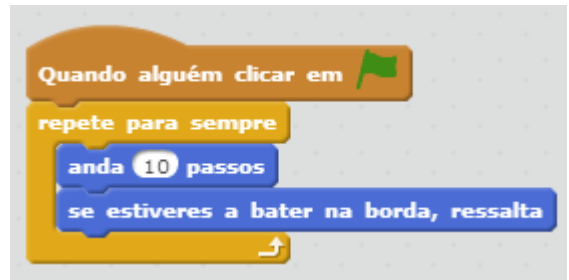 Quando alguém clicar em
repete para sempre
anda 10 passos
se estiveres a bater na borda, ressalta